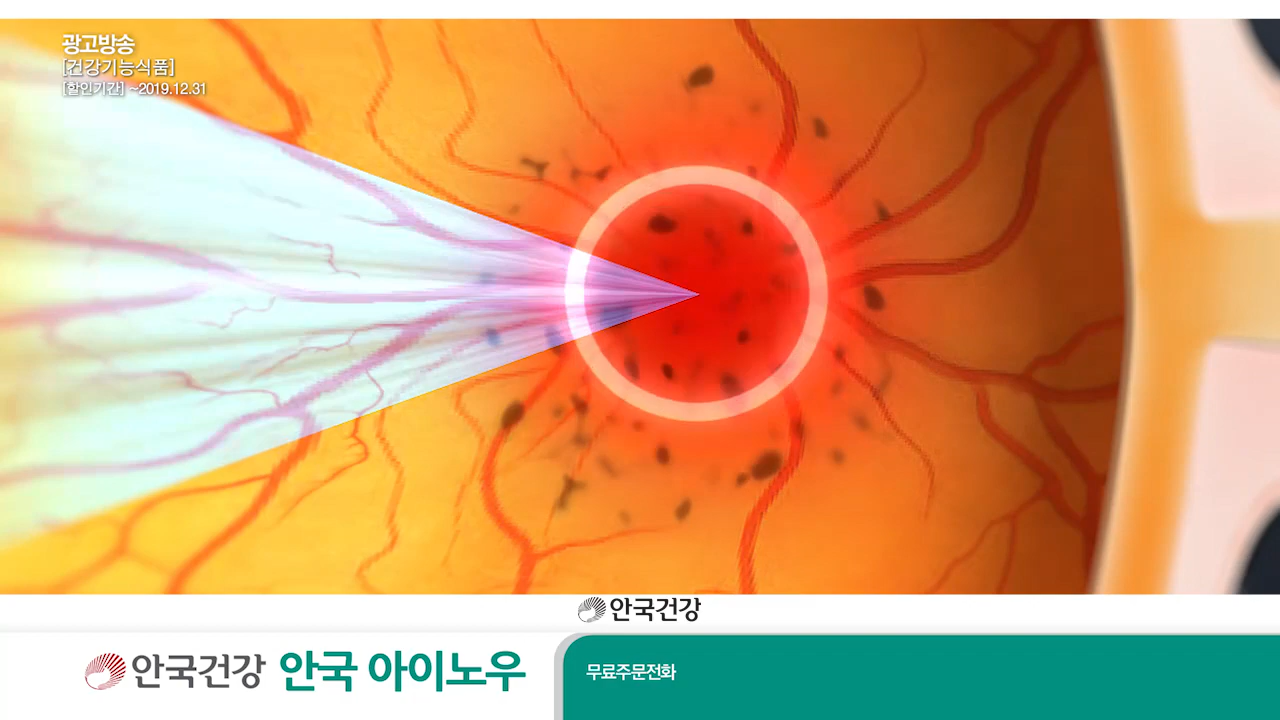 광고방송
[건강기능식품]
[할인기간] ~2019.12.31
안국건강
안국건강 안국 아이노우
무료주문전화